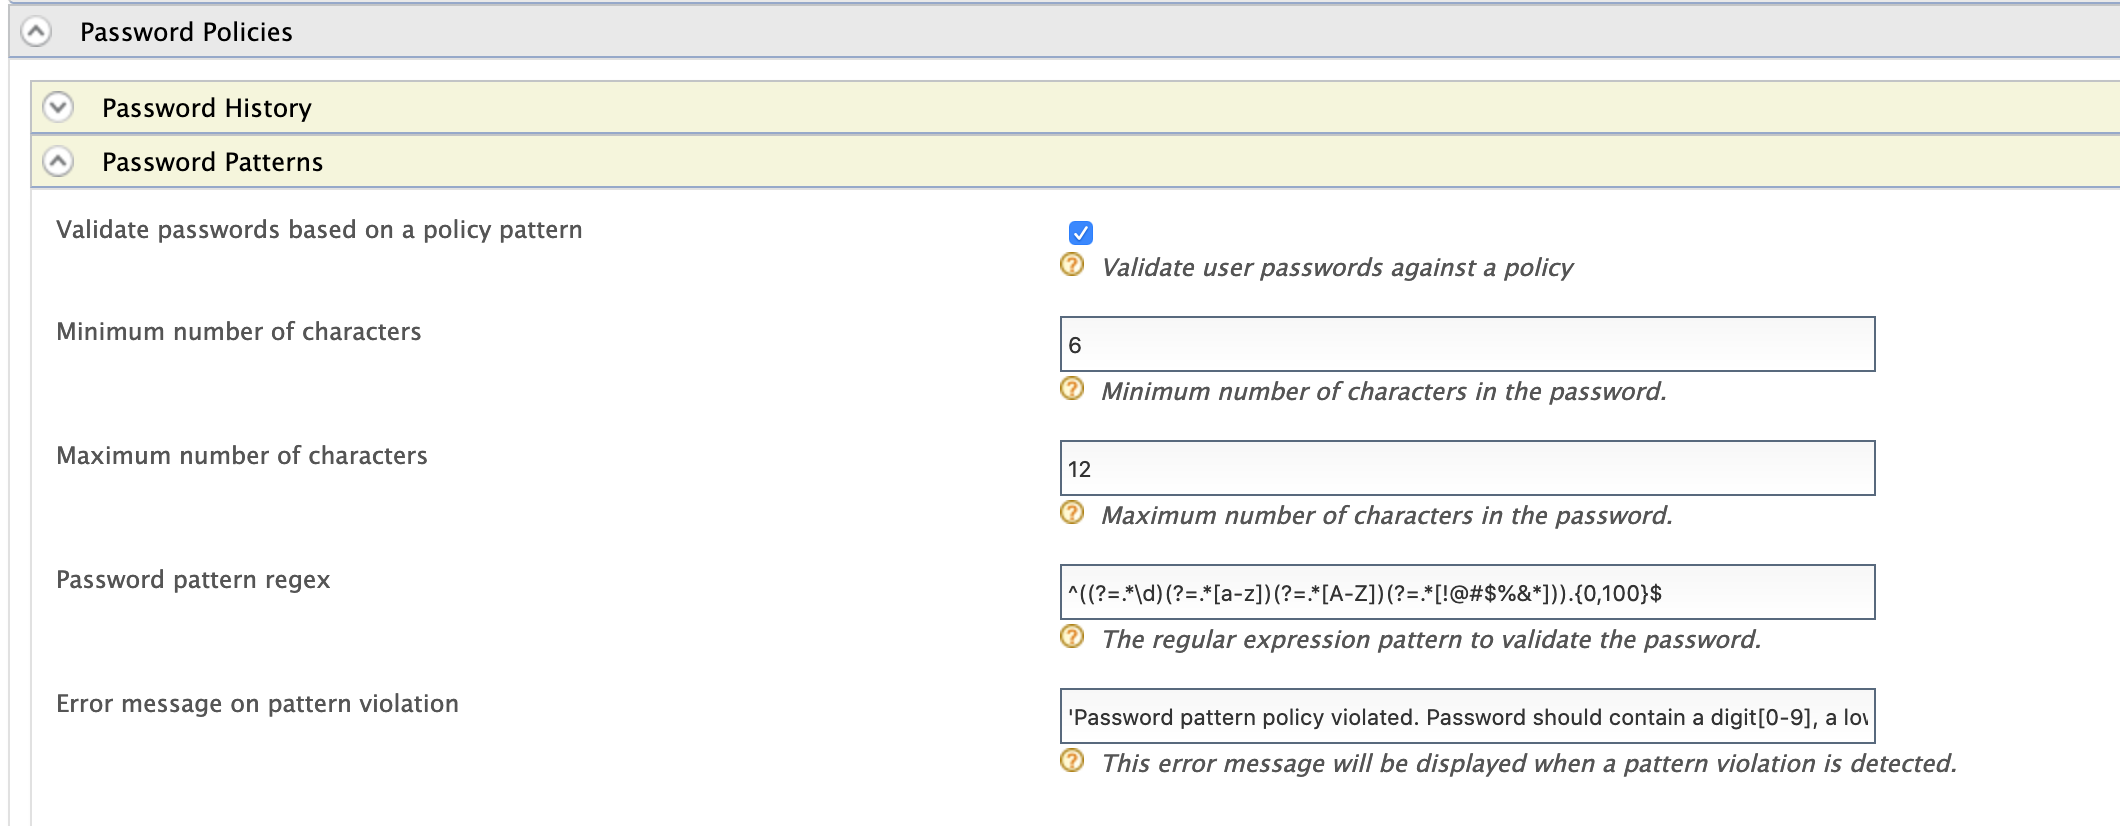 Password Policies
Password History
Password Patterns
Validate passwords based on a policy pattern
Validate user passwords against a policy
Minimum number of characters
6
Minimum number of characters in the password.
Maximum number of characters
12
Maximum number of characters in the password.
Password pattern regex
^((?=.*\d)(?=.*[a-z])(?=.*[A-Z])(?=.*[!@#$%&*])).{0,100}$
The regular expression pattern to validate the password.
Error message on pattern violation
'Password pattern policy violated. Password should contain a digit[0-9], a
This error message will be displayed when a pattern violation is detected.